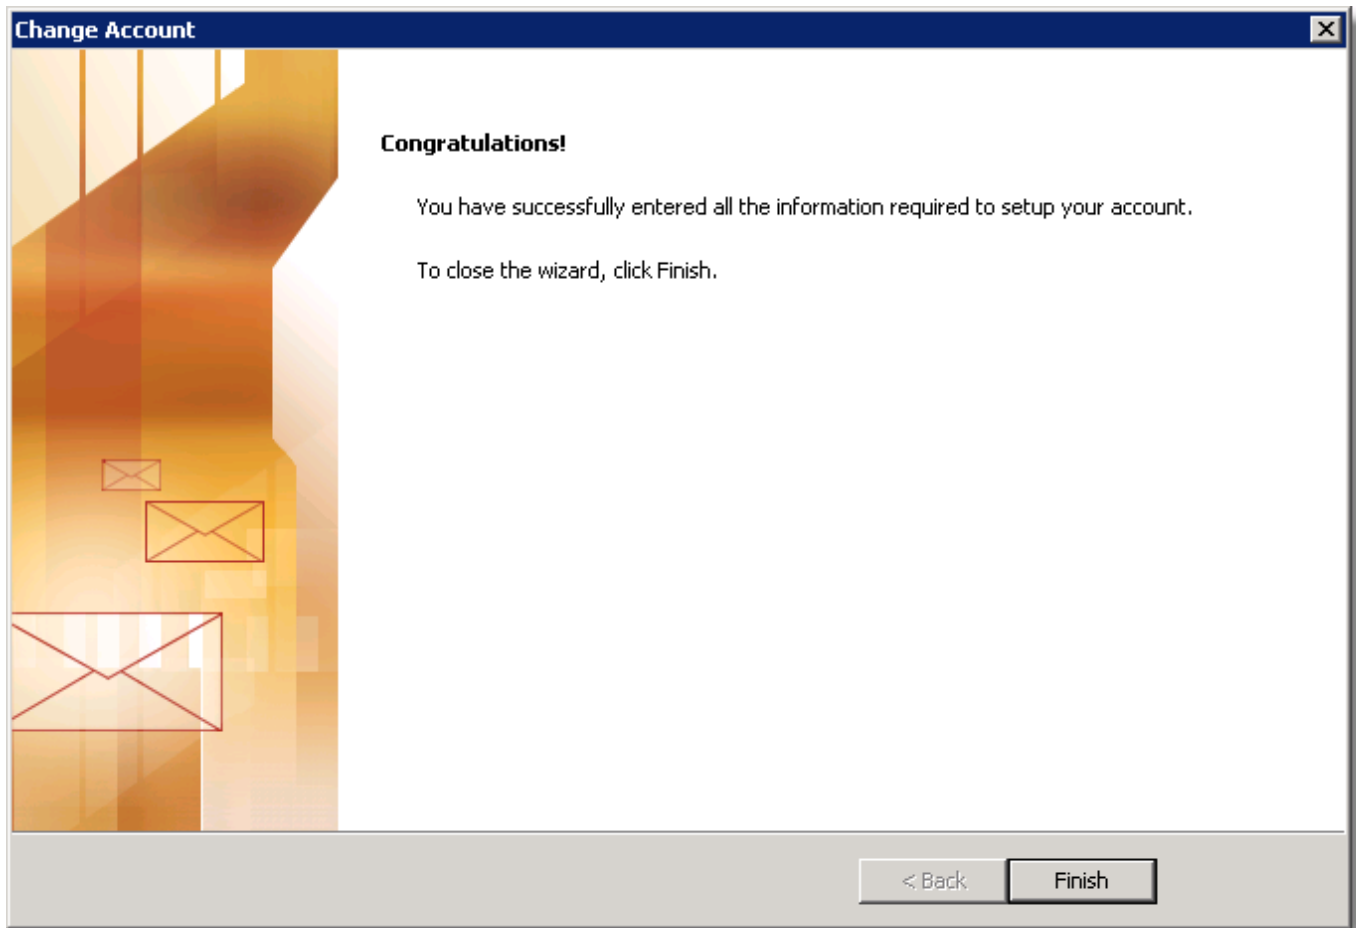 Change Account
Congratulations!
You have successfully entered all the information required to setup your account.
To close the wizard, click Finish.
< Back
Finish